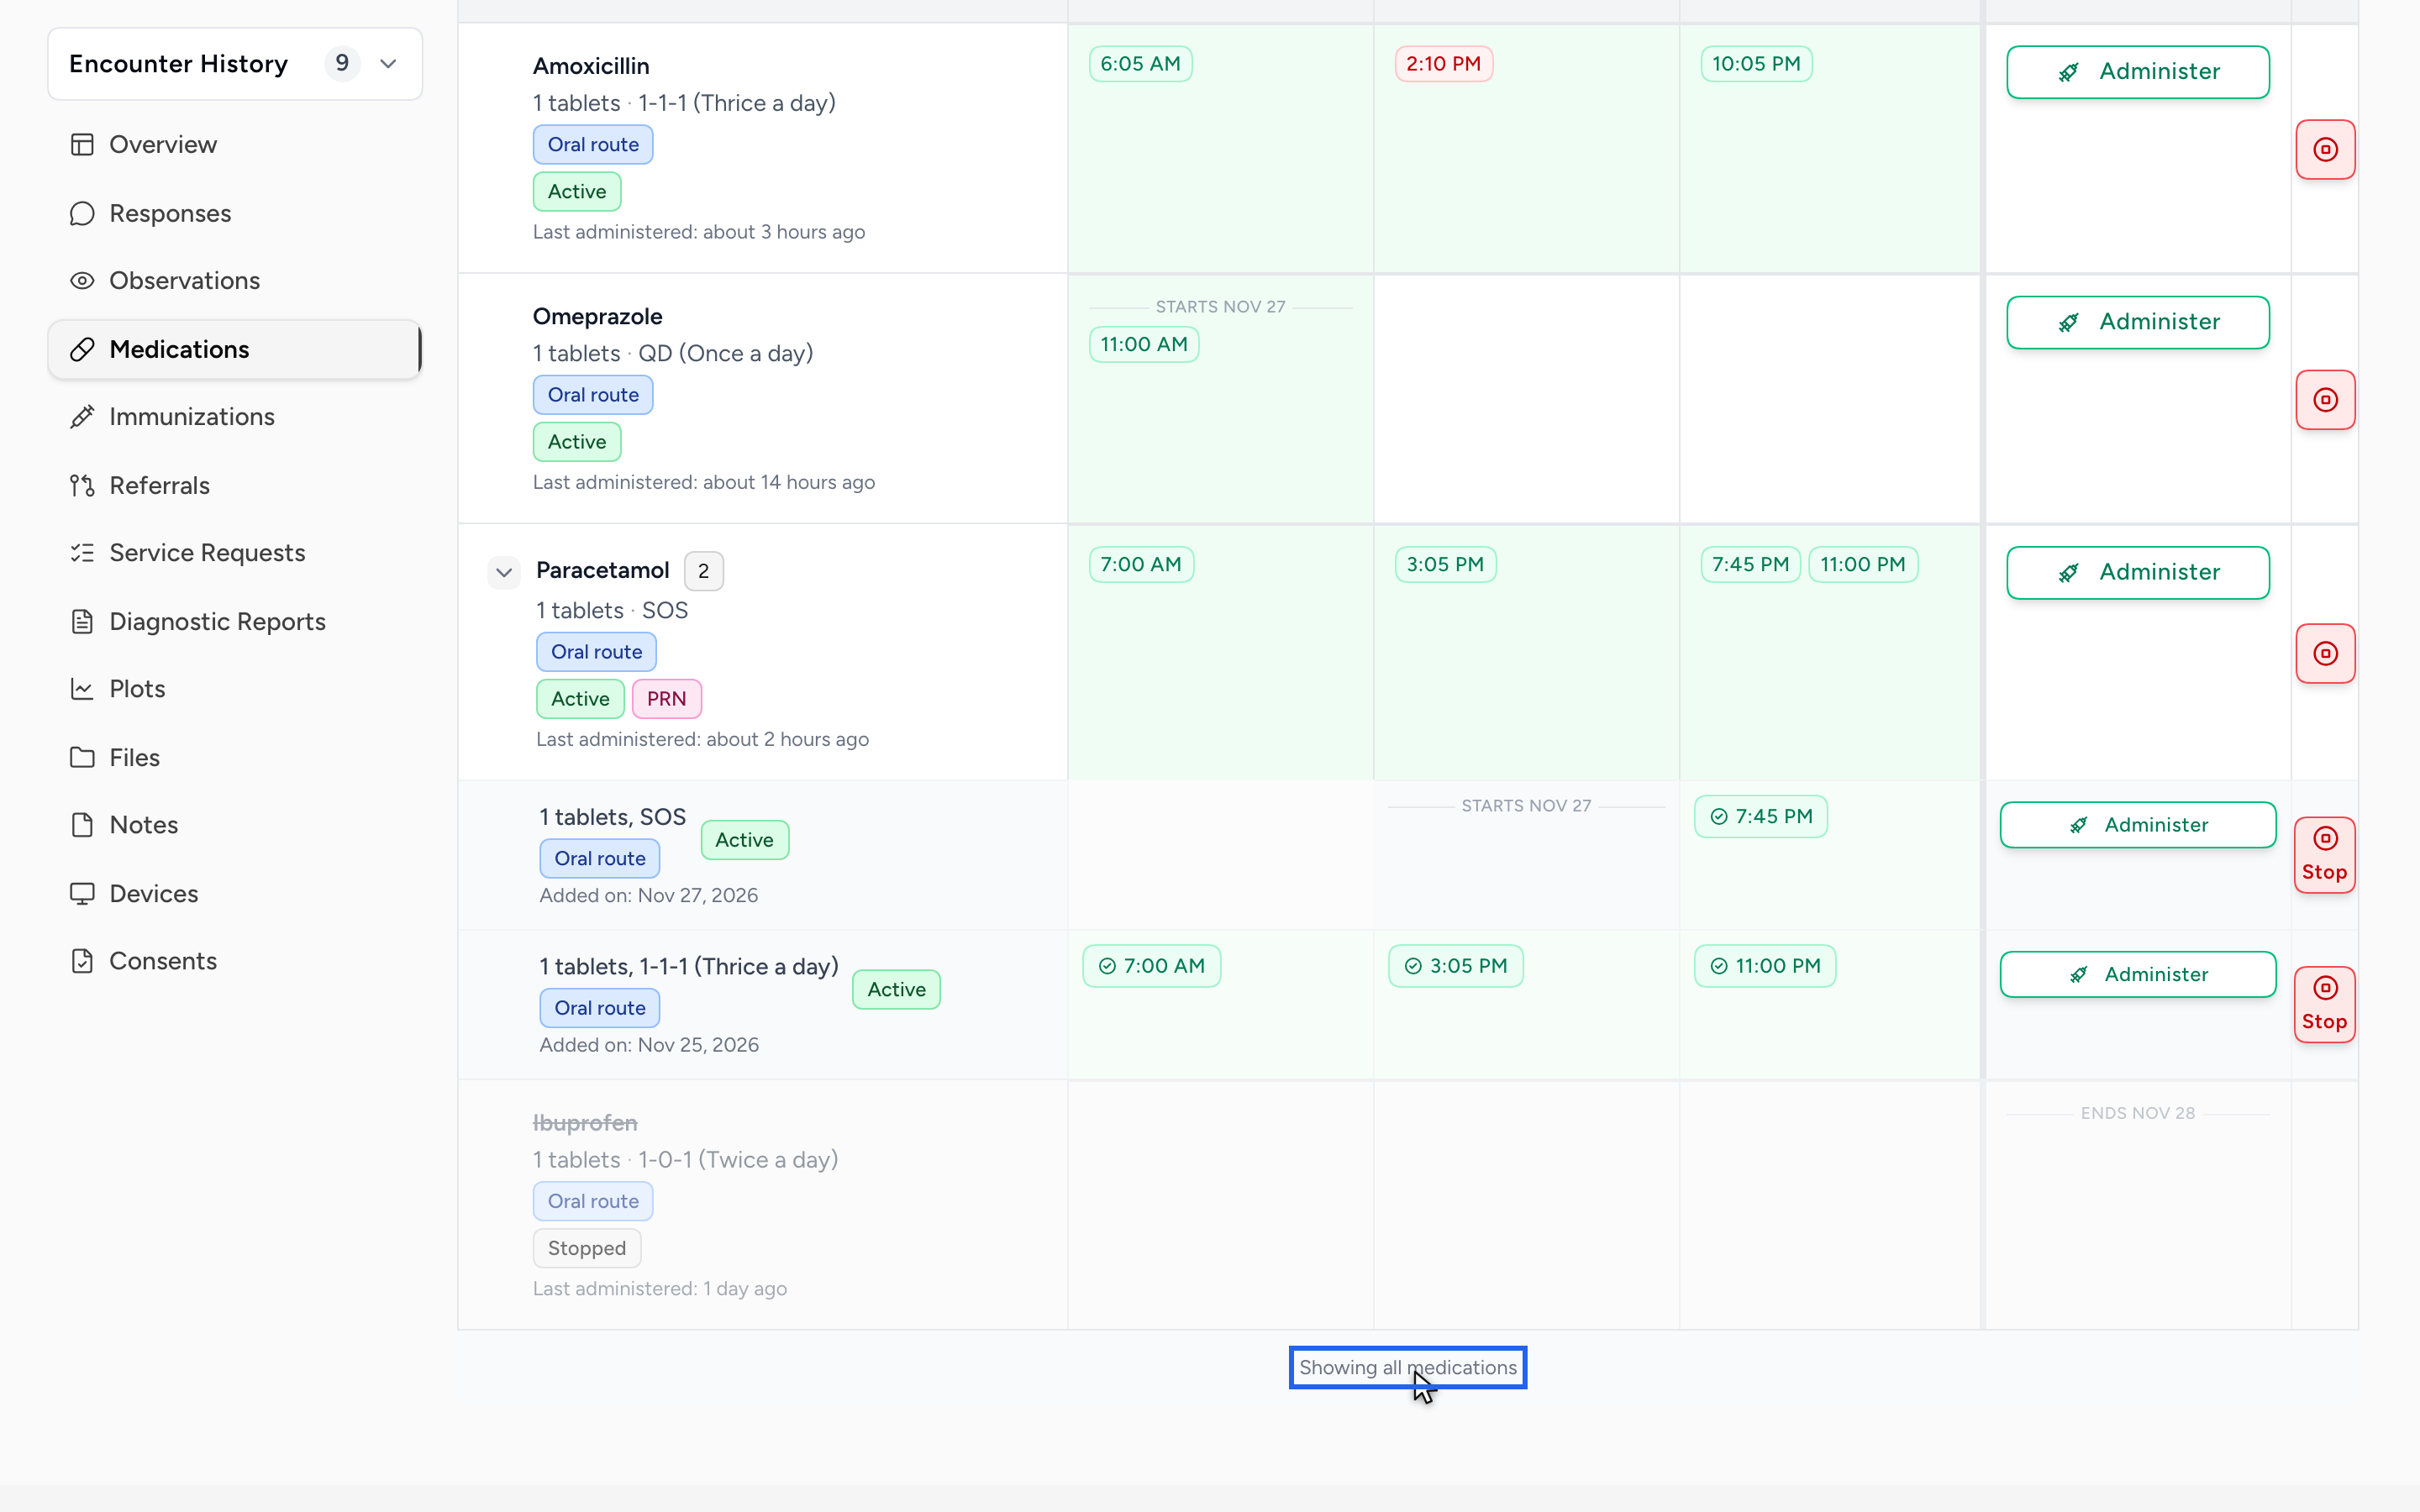 Encounter History 9
Overview
Responses
Observations
Medications
Immunizations
Referrals
Service Requests
Diagnostic Reports
Plots
Files
Notes
Devices
Consents
Amoxicillin
1 tablets · 1-1-1 (Thrice a day)
Oral route
Active
Last administered: about 3 hours ago
6:05 AM
2:10 PM
10:05 PM
Administer
Omeprazole
1 tablets · QD (Once a day)
Oral route
Active
Last administered: about 14 hours ago
STARTS NOV 27
11:00 AM
Administer
Paracetamol 2
1 tablets · SOS
Oral route
Active PRN
Last administered: about 2 hours ago
7:00 AM
3:05 PM
7:45 PM 11:00 PM
Administer
1 tablets, SOS
Oral route
Active
Added on: Nov 27, 2026
STARTS NOV 27
7:45 PM
Administer
Stop
1 tablets, 1-1-1 (Thrice a day)
Oral route
Active
Added on: Nov 25, 2026
7:00 AM
3:05 PM
11:00 PM
Administer
Stop
Ibuprofen
1 tablets · 1-0-1 (Twice a day)
Oral route
Stopped
Last administered: 1 day ago
ENDS NOV 28
Showing all medications